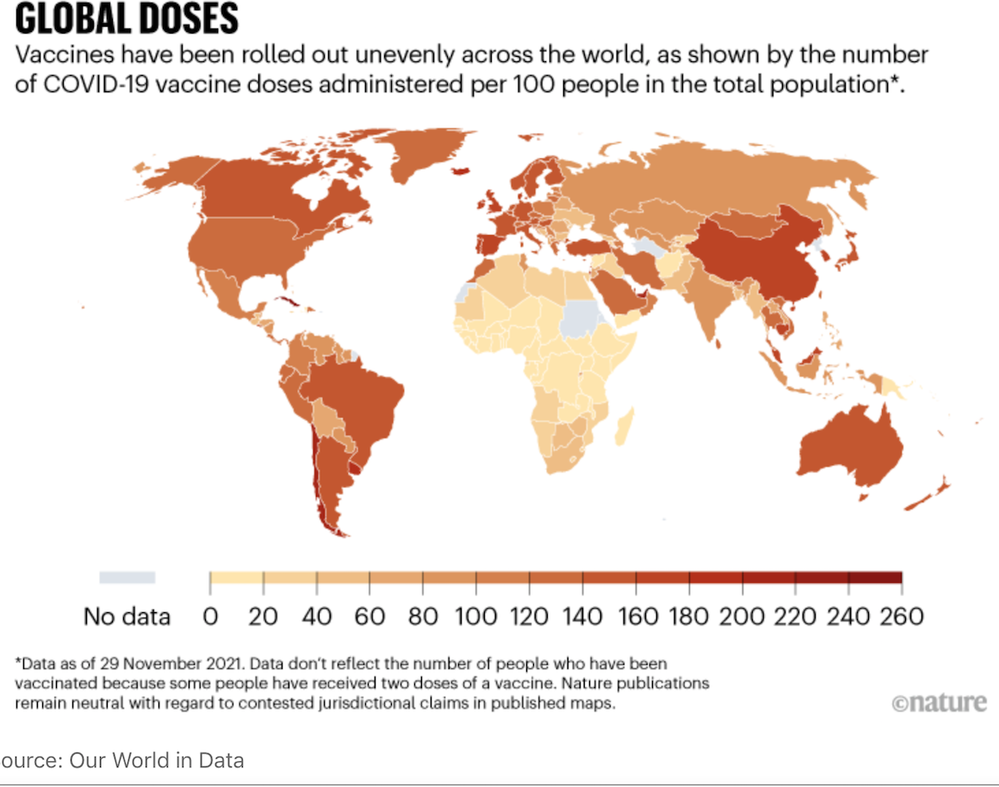 GLOBAL DOSES
Vaccines have been rolled out unevenly across the world, as shown by the number
of COVID-19 vaccine doses administered per 100 people in the total population*.
No data 0 20 40 60 80 100 120 140 160 180 200 220 240 260
*Data as of 29 November 2021. Data don’t reflect the number of people who have been
vaccinated because some people have received two doses of a vaccine. Nature publications
remain neutral with regard to contested jurisdictional claims in published maps.
©nature
ource: Our World in Data